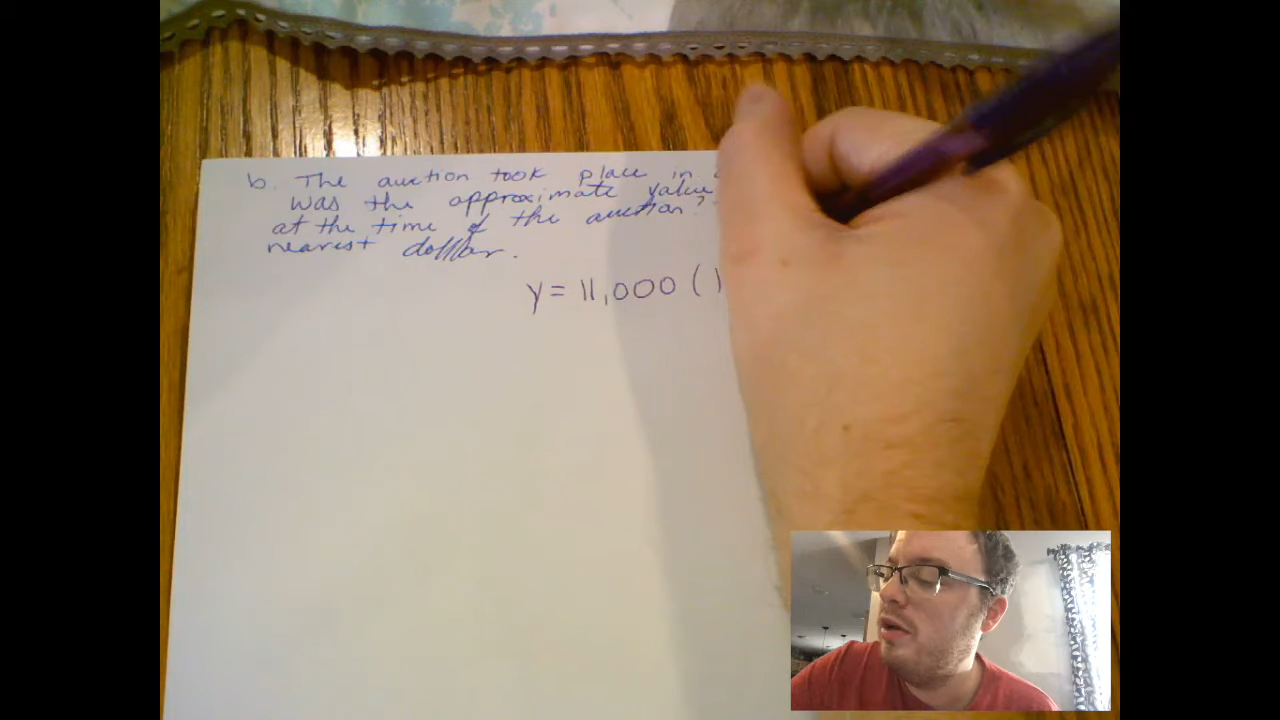 b. The auction took place in
was the approximate value
at the time of the auction?
nearest dollar.
y = 11,000 (1